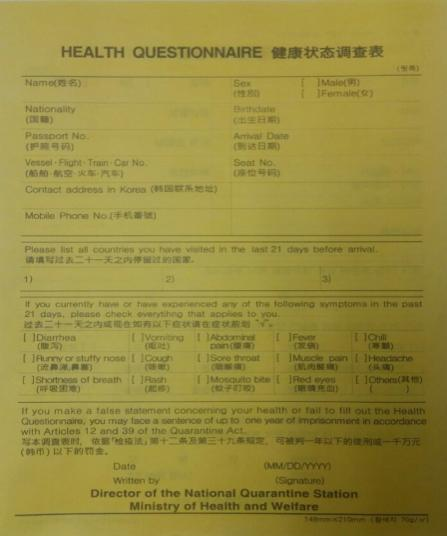 HEALTH QUESTIONNAIRE 健康状态调查表
(뒷쪽)
Name(姓名) Sex [ ]Male(男)
(性别) [ ]Female(女)
Nationality Birthdate
(国籍) (出生日期)
Passport No. Arrival Date
(护照号码) (到达日期)
Vessel·Flight·Train·Car No. Seat No.
(船舶·航空·火车·汽车) (座位号码)
Contact address in Korea (韩国联系地址)
Mobile Phone No.(手机番號)
Please list all countries you have visited in the last 21 days before arrival.
请填写过去二十一天之内停留过的国家.
1) 2) 3)
If you currently have or have experienced any of the following symptoms in the past
21 days, please check everything that applies to you.
过去二十一天之内或现在如有以下症状请在症状前划 "√".
[ ]Diarrhea [ ]Vomiting [ ]Abdominal [ ]Fever [ ]Chill
(腹泻) (呕吐) pain(腹痛) (发烧) (寒颤)
[ ]Runny or stuffy nose [ ]Cough [ ]Sore throat [ ]Muscle pain [ ]Headache
(流鼻涕,鼻塞) (咳嗽) (咽喉痛) (肌肉酸痛) (头痛)
[ ]Shortness of breath [ ]Rash [ ]Mosquito bite [ ]Red eyes [ ]Others(其他)
(呼吸困难) (起疹) (蚊子叮咬) (眼睛充血) ( )
If you make a false statement concerning your health or fail to fill out the Health
Questionnaire, you may face a sentence of up to one year of imprisonment in accordance
with Articles 12 and 39 of the Quarantine Act.
写本调查表时, 依据「检疫法」第十二条及第三十九条规定, 可被判一年以下的徒刑或一千万元
(韩币) 以下的罚金.
Date (MM/DD/YYYY)
Written by (Signature)
Director of the National Quarantine Station
Ministry of Health and Welfare
148mm×210mm (황색지 70g/㎡)